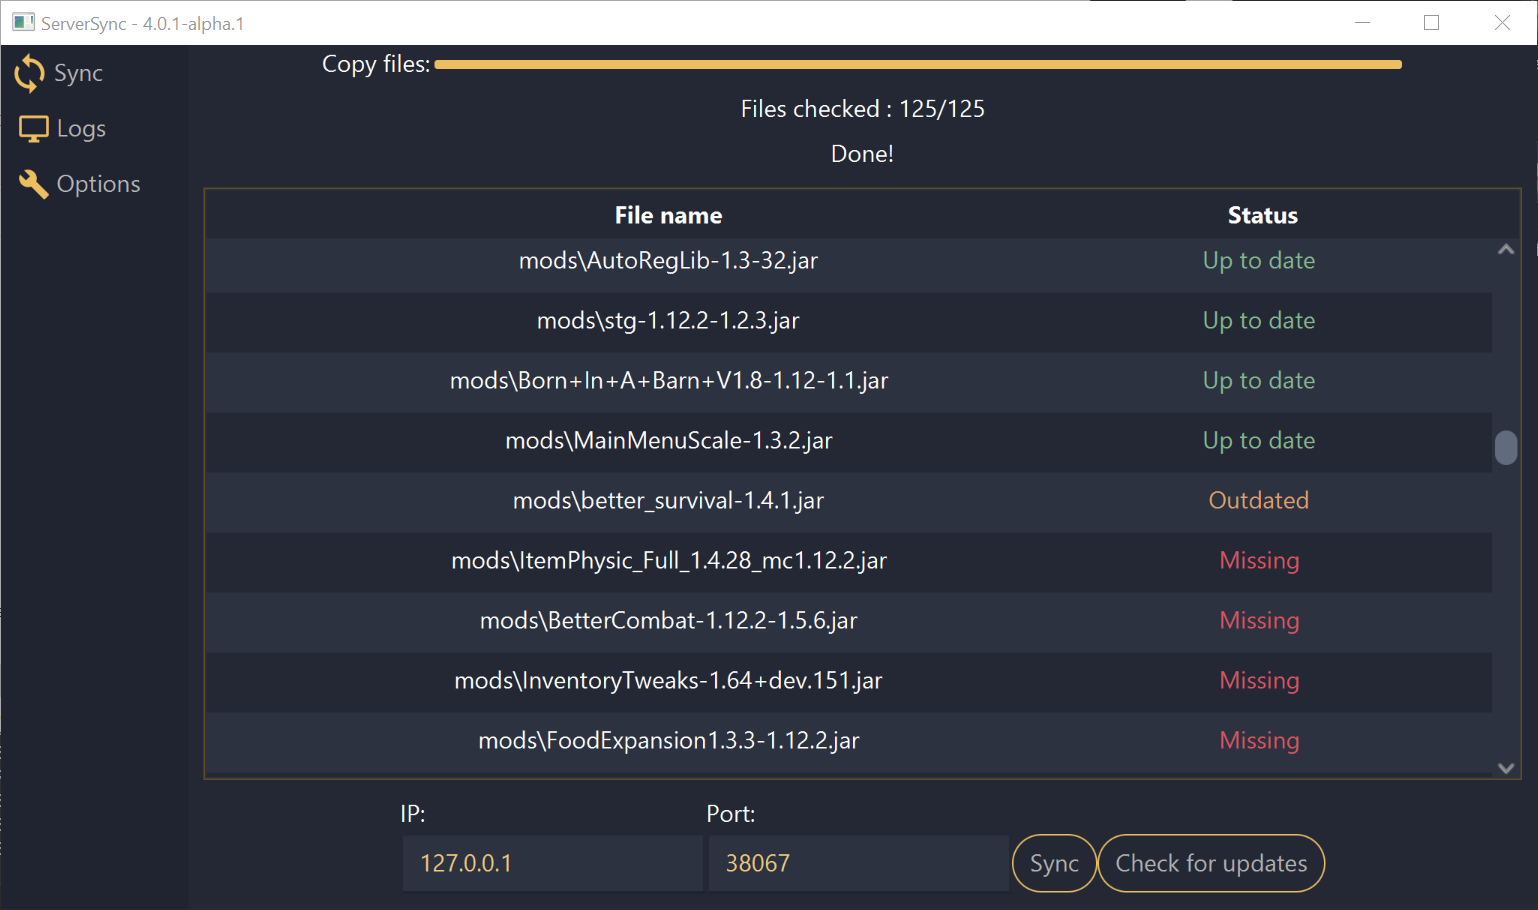 ServerSync - 4.0.1-alpha.1
Sync
Logs
Options
Copy files:
Files checked : 125/125
Done!
File name Status
mods\AutoRegLib-1.3-32.jar Up to date
mods\stg-1.12.2-1.2.3.jar Up to date
mods\Born+In+A+Barn+V1.8-1.12-1.1.jar Up to date
mods\MainMenuScale-1.3.2.jar Up to date
mods\better_survival-1.4.1.jar Outdated
mods\ItemPhysic_Full_1.4.28_mc1.12.2.jar Missing
mods\BetterCombat-1.12.2-1.5.6.jar Missing
mods\InventoryTweaks-1.64+dev.151.jar Missing
mods\FoodExpansion1.3.3-1.12.2.jar Missing
IP: Port:
127.0.0.1 38067 Sync Check for updates